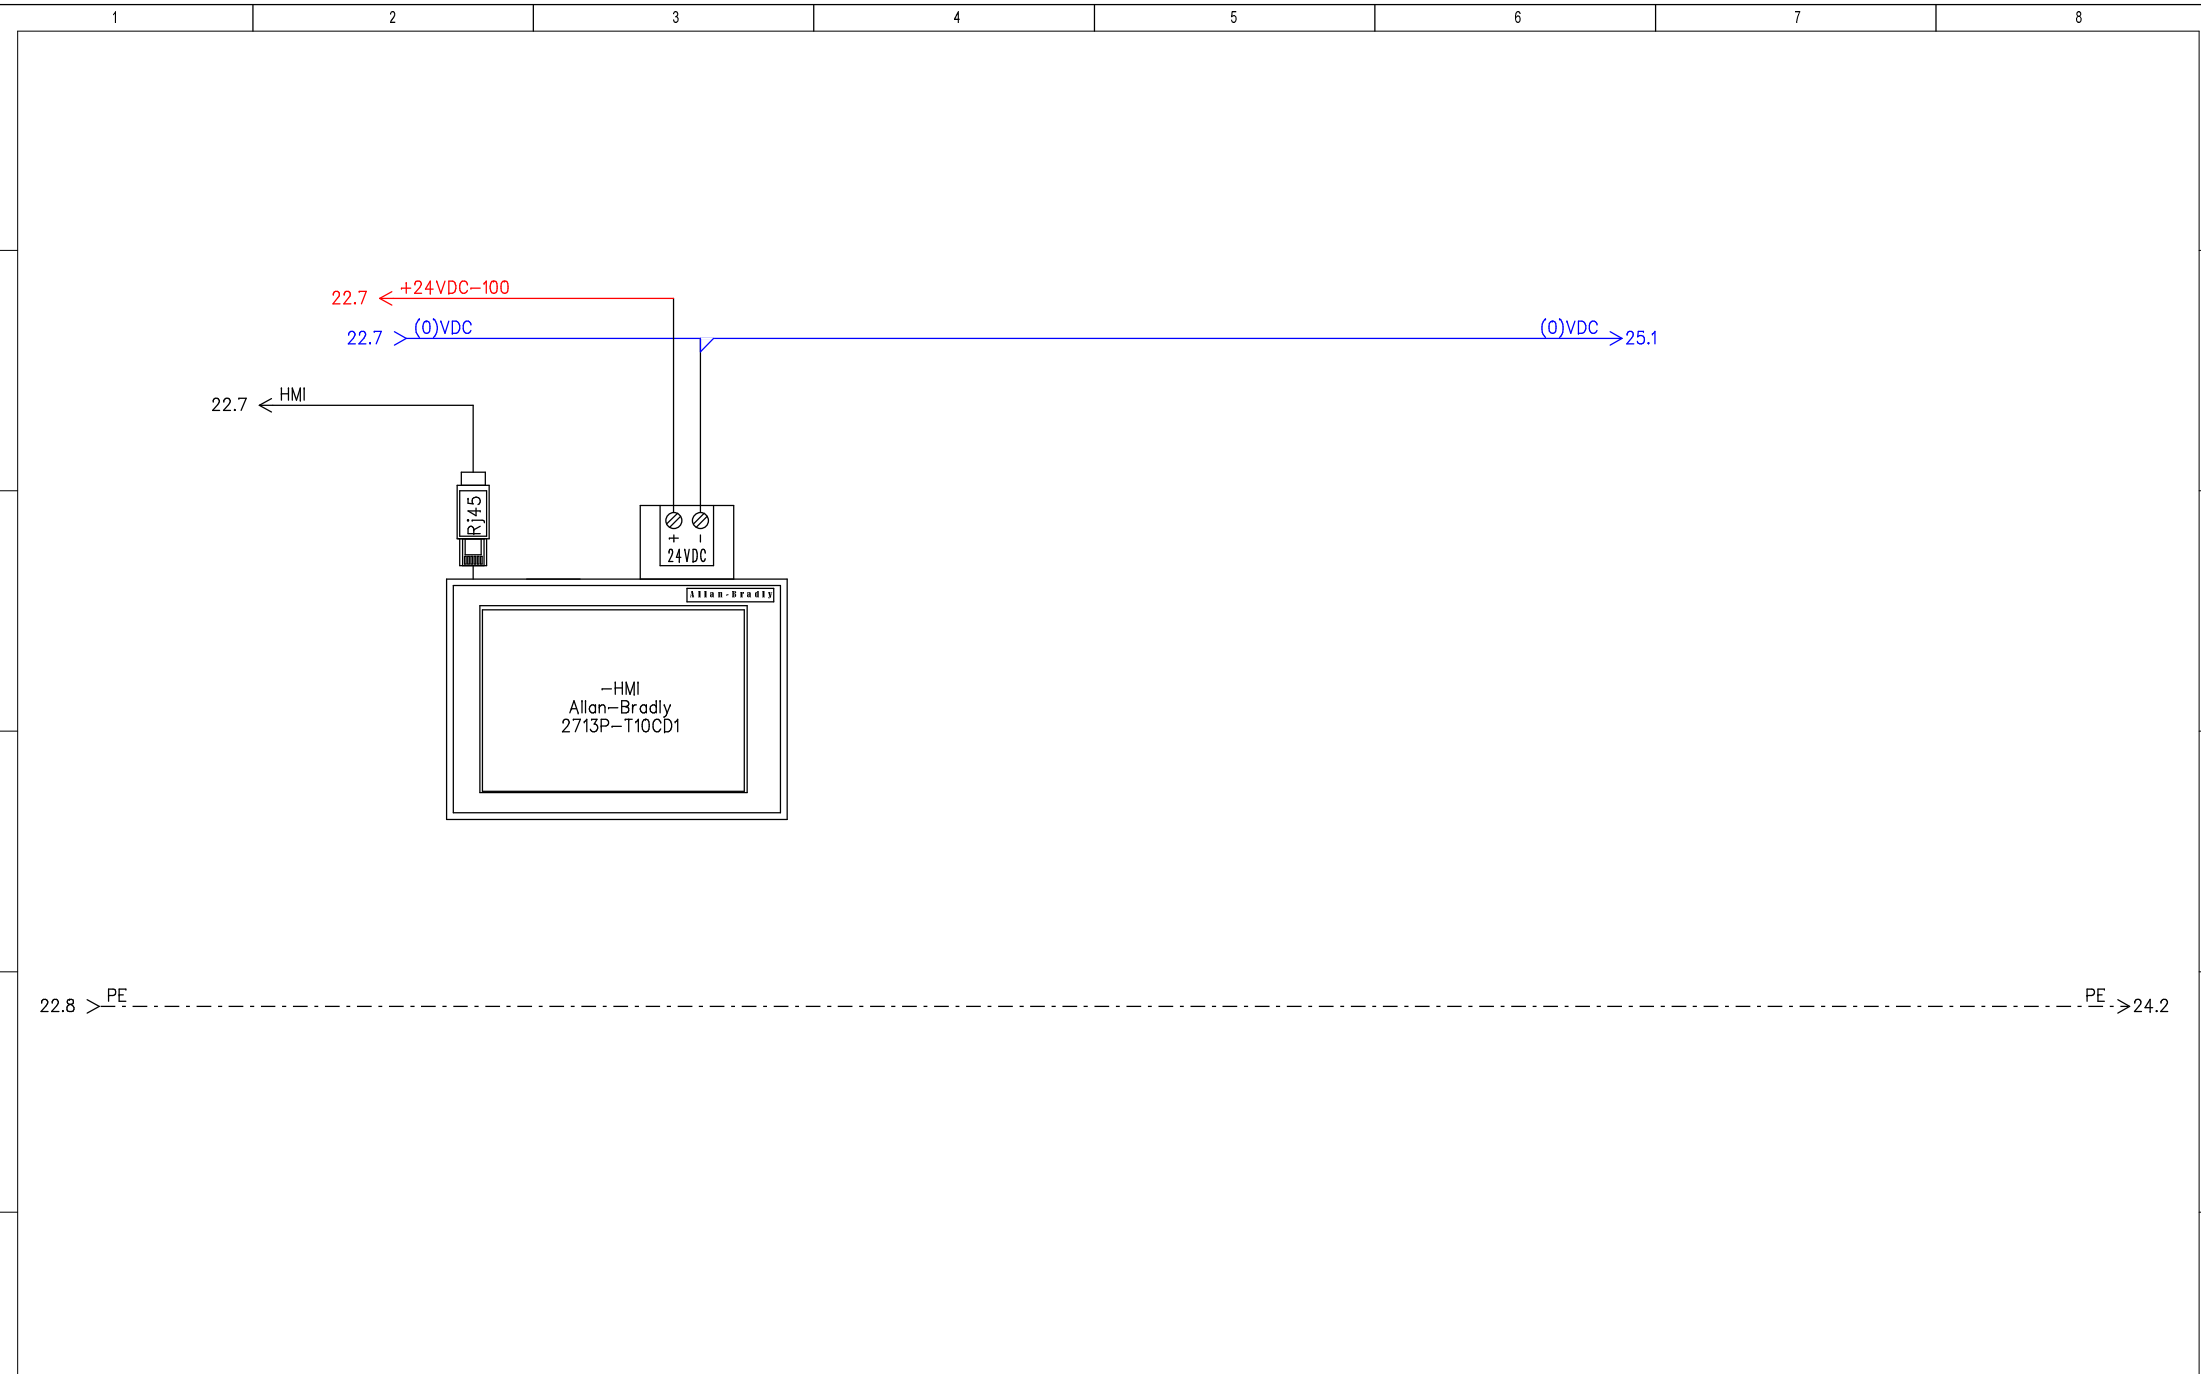 1 2 3 4 5 6 7 8
22.7 +24VDC-100
22.7 (0)VDC (0)VDC 25.1
22.7 HMI
Rj45
+ -
24VDC
Allan-Bradly
-HMI
Allan-Bradly
2713P-T10CD1
22.8 PE PE 24.2